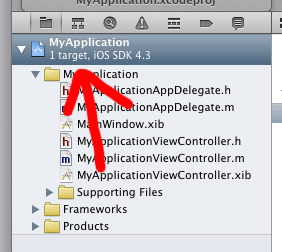 MyApplication.xcodeproj
MyApplication
1 target, iOS SDK 4.3
MyApplication
MyApplicationAppDelegate.h
MyApplicationAppDelegate.m
MainWindow.xib
MyApplicationViewController.h
MyApplicationViewController.m
MyApplicationViewController.xib
Supporting Files
Frameworks
Products